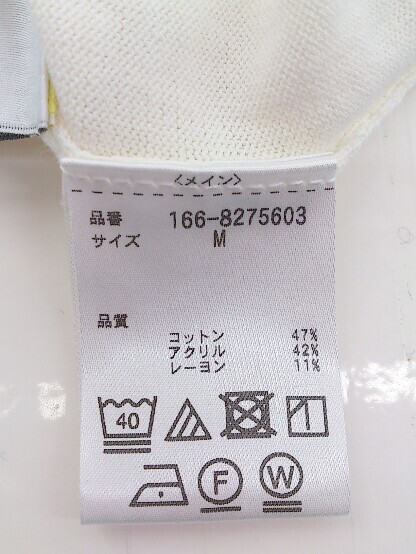 〈メイン〉
品番 166-8275603
サイズ M
品質
コットン 47%
アクリル 42%
レーヨン 11%
40
F W